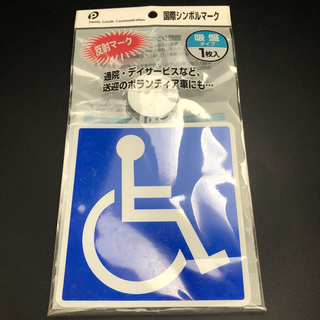 P
Family Goods Communication
国際シンボルマーク
反射マーク
吸盤
タイプ
1枚入
通院・デイサービスなど、
送迎のボランティア車にも…